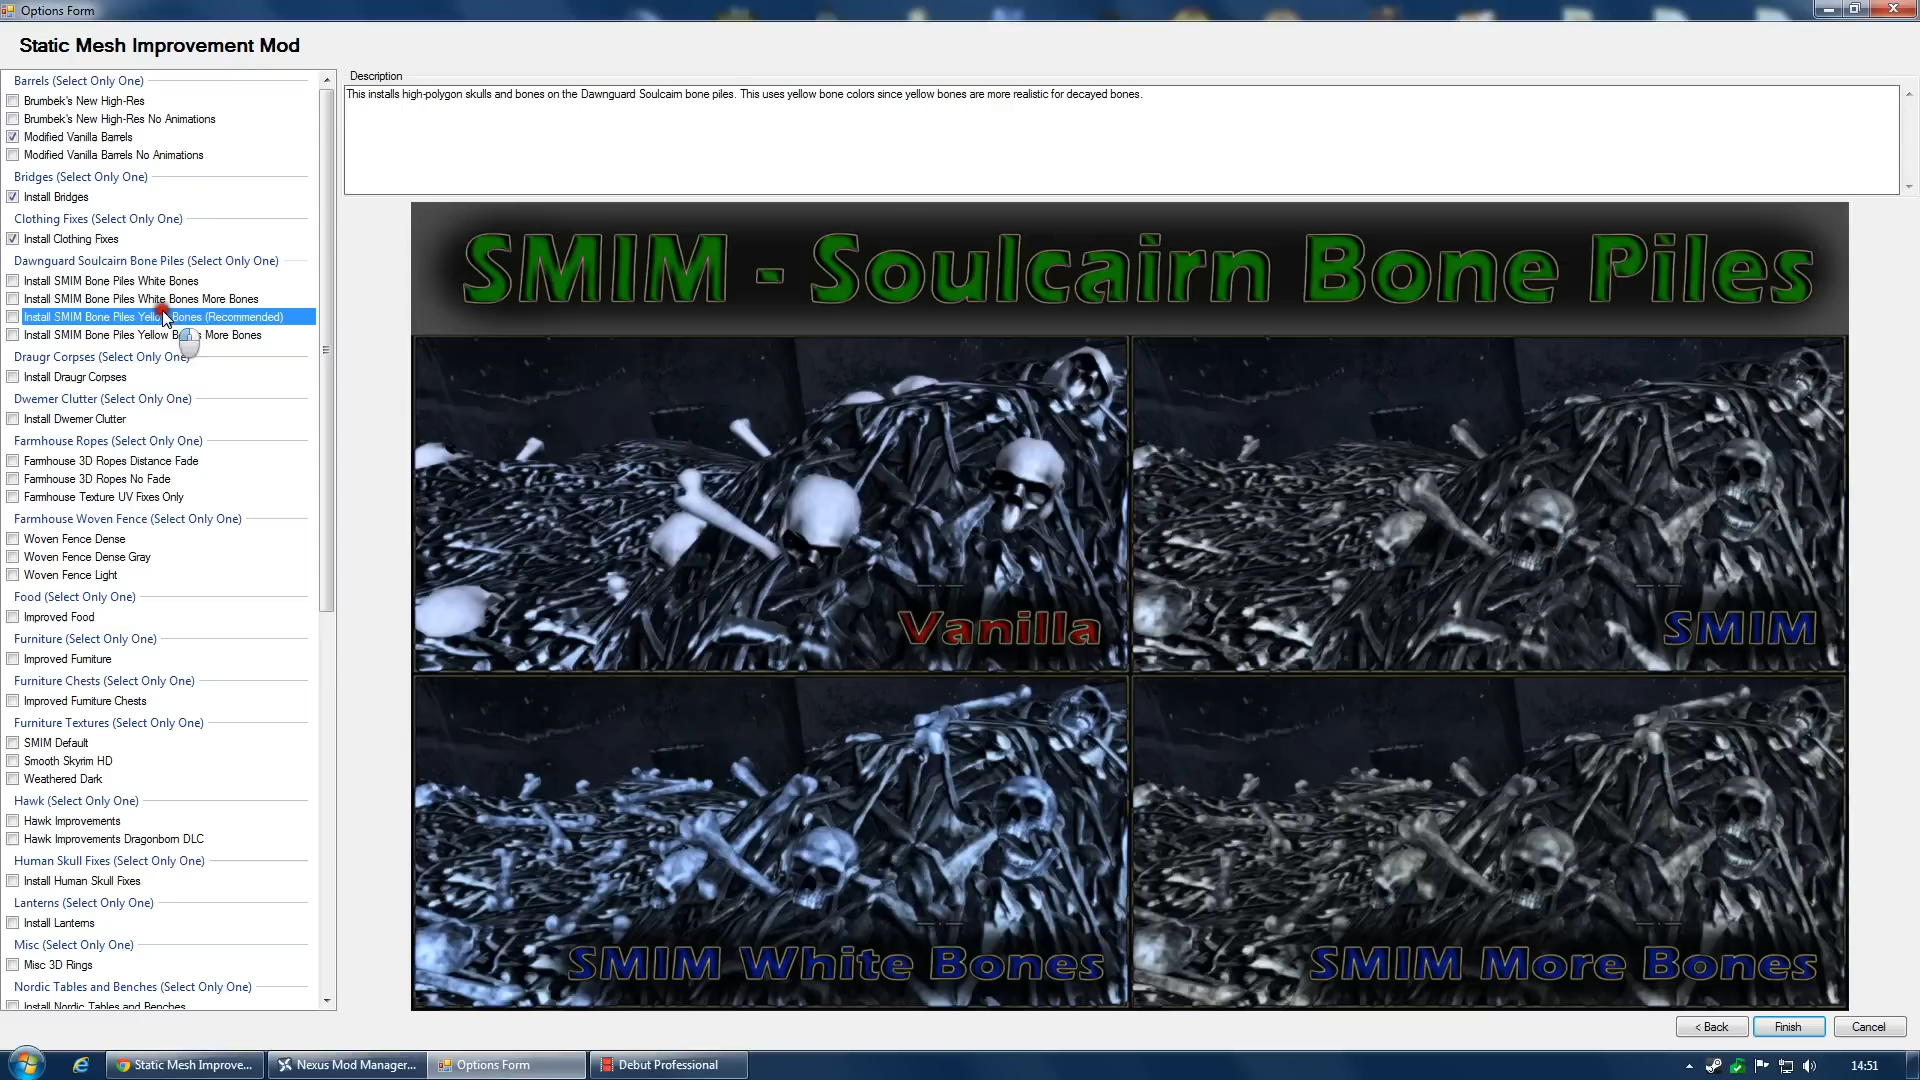 Options Form
Static Mesh Improvement Mod
Barrels (Select Only One)
Brumbek's New High-Res
Brumbek's New High-Res No Animations
Modified Vanilla Barrels
Modified Vanilla Barrels No Animations
Bridges (Select Only One)
Install Bridges
Clothing Fixes (Select Only One)
Install Clothing Fixes
Dawnguard Soulcairn Bone Piles (Select Only One)
Install SMIM Bone Piles White Bones
Install SMIM Bone Piles White Bones More Bones
Install SMIM Bone Piles Yellow Bones (Recommended)
Install SMIM Bone Piles Yellow Bones More Bones
Draugr Corpses (Select Only One)
Install Draugr Corpses
Dwemer Clutter (Select Only One)
Install Dwemer Clutter
Farmhouse Ropes (Select Only One)
Farmhouse 3D Ropes Distance Fade
Farmhouse 3D Ropes No Fade
Farmhouse Texture UV Fixes Only
Farmhouse Woven Fence (Select Only One)
Woven Fence Dense
Woven Fence Dense Gray
Woven Fence Light
Food (Select Only One)
Improved Food
Furniture (Select Only One)
Improved Furniture
Furniture Chests (Select Only One)
Improved Furniture Chests
Furniture Textures (Select Only One)
SMIM Default
Smooth Skyrim HD
Weathered Dark
Hawk (Select Only One)
Hawk Improvements
Hawk Improvements Dragonborn DLC
Human Skull Fixes (Select Only One)
Install Human Skull Fixes
Lanterns (Select Only One)
Install Lanterns
Misc (Select Only One)
Misc 3D Rings
Nordic Tables and Benches (Select Only One)
Install Nordic Tables and Benches
Description
This installs high-polygon skulls and bones on the Dawnguard Soulcairn bone piles. This uses yellow bone colors since yellow bones are more realistic for decayed bones.
SMIM - Soulcairn Bone Piles
Vanilla
SMIM
SMIM White Bones
SMIM More Bones
< Back
Finish
Cancel
Static Mesh Improve...
Nexus Mod Manager...
Options Form
Debut Professional
14:51